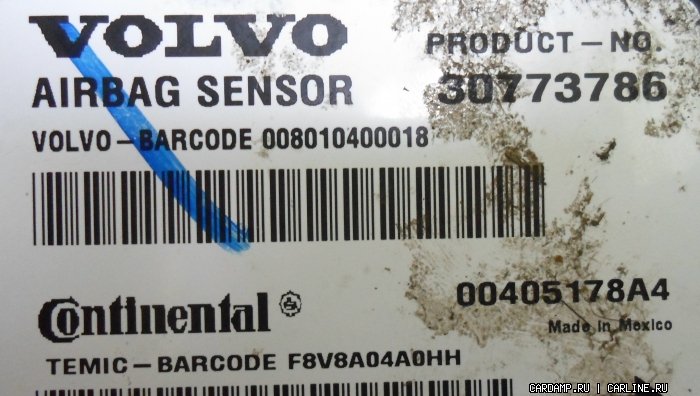 VOLVO PRODUCT-NO.
AIRBAG SENSOR 30773786
VOLVO-BARCODE 008010400018
Continental 00405178A4
Made in Mexico
TEMIC-BARCODE F8V8A04A0HH
CARDAMP.RU | CARLINE.RU